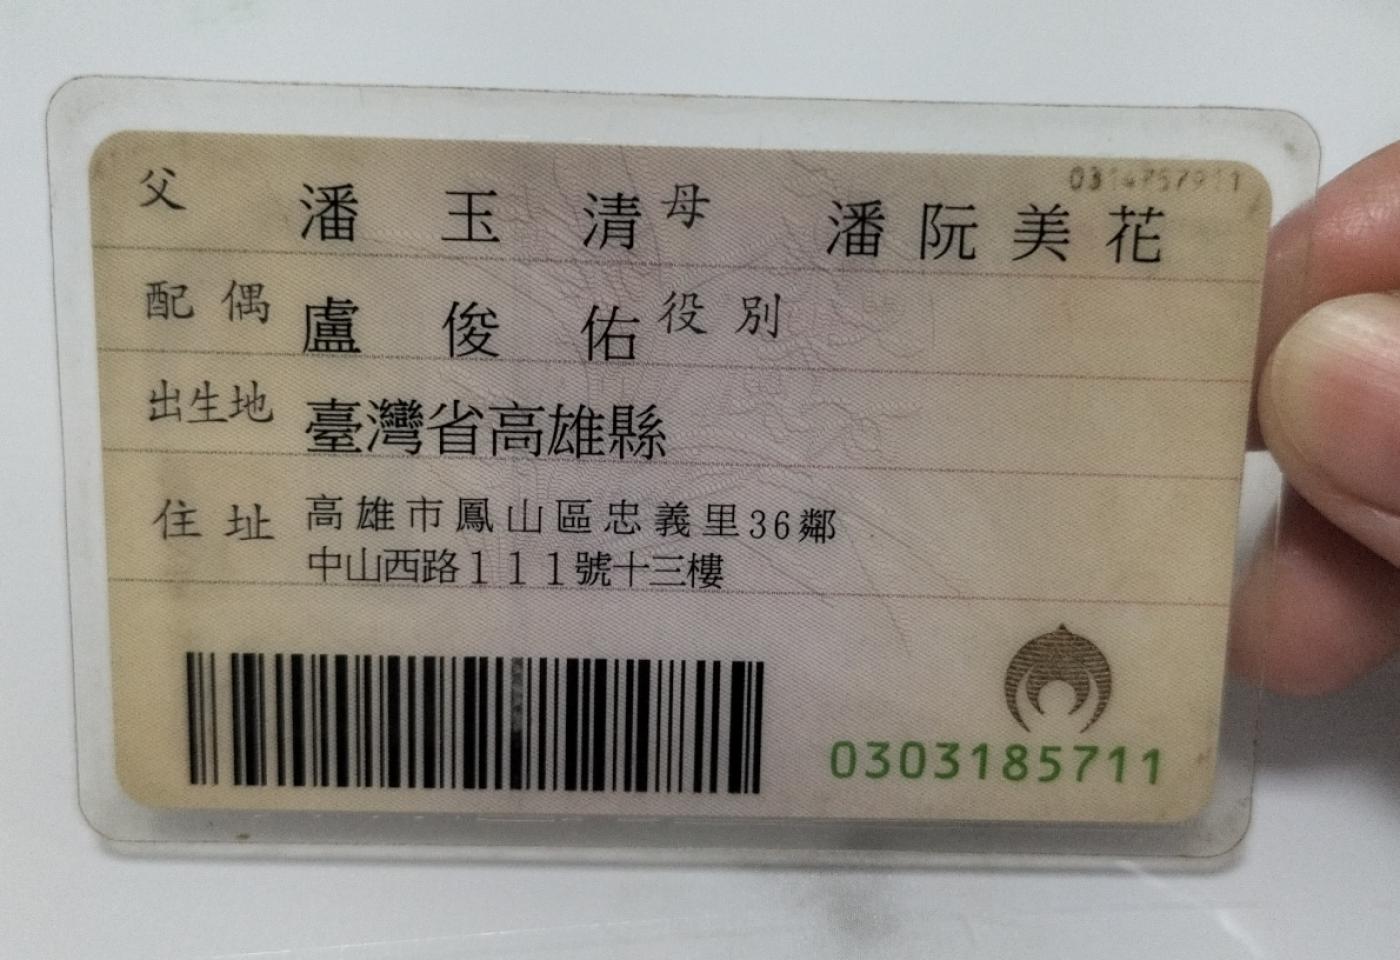 父 潘玉清 母 潘阮美花
配偶 盧俊佑 役別
出生地 臺灣省高雄縣
住址 高雄市鳳山區忠義里36鄰
中山西路111號十三樓
0303185711